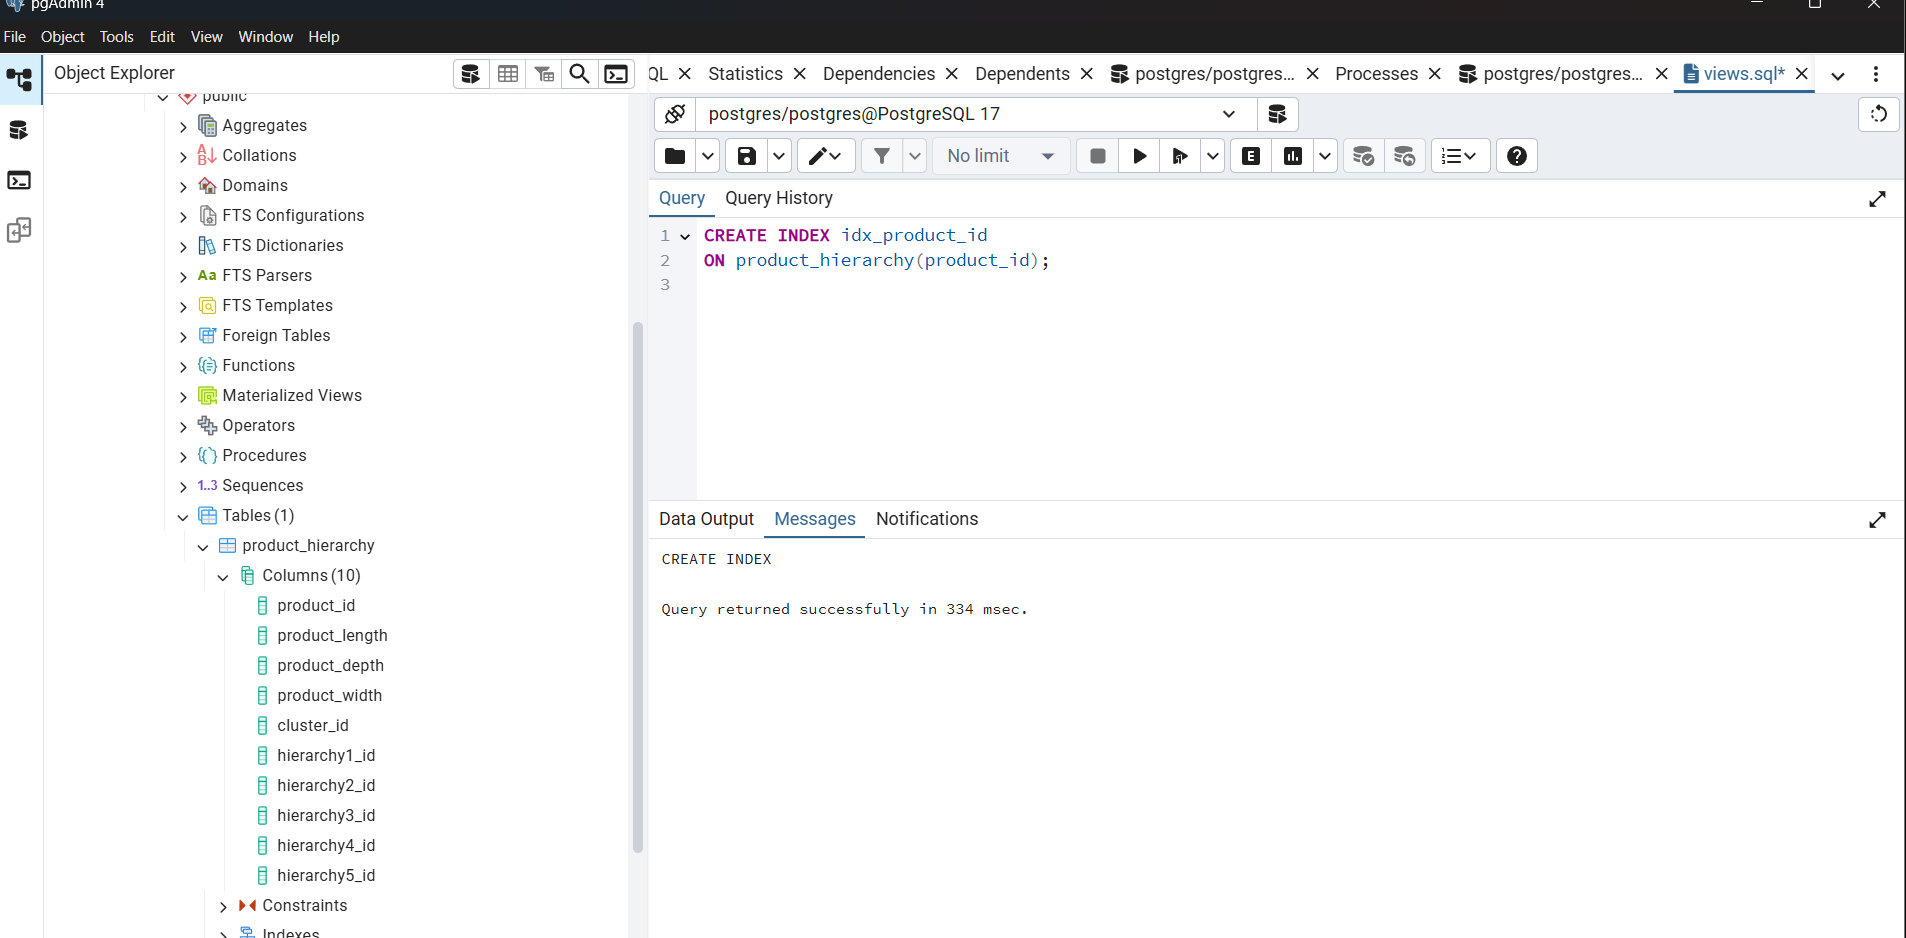 pgAdmin 4
File Object Tools Edit View Window Help
Object Explorer
public
Aggregates
Collations
Domains
FTS Configurations
FTS Dictionaries
Aa FTS Parsers
FTS Templates
Foreign Tables
Functions
Materialized Views
Operators
Procedures
1..3 Sequences
Tables (1)
product_hierarchy
Columns (10)
product_id
product_length
product_depth
product_width
cluster_id
hierarchy1_id
hierarchy2_id
hierarchy3_id
hierarchy4_id
hierarchy5_id
Constraints
Indexes
QL Statistics Dependencies Dependents postgres/postgres... Processes postgres/postgres... views.sql*
postgres/postgres@PostgreSQL 17
No limit E
Query Query History
1 CREATE INDEX idx_product_id
2 ON product_hierarchy(product_id);
3
Data Output Messages Notifications
CREATE INDEX
Query returned successfully in 334 msec.